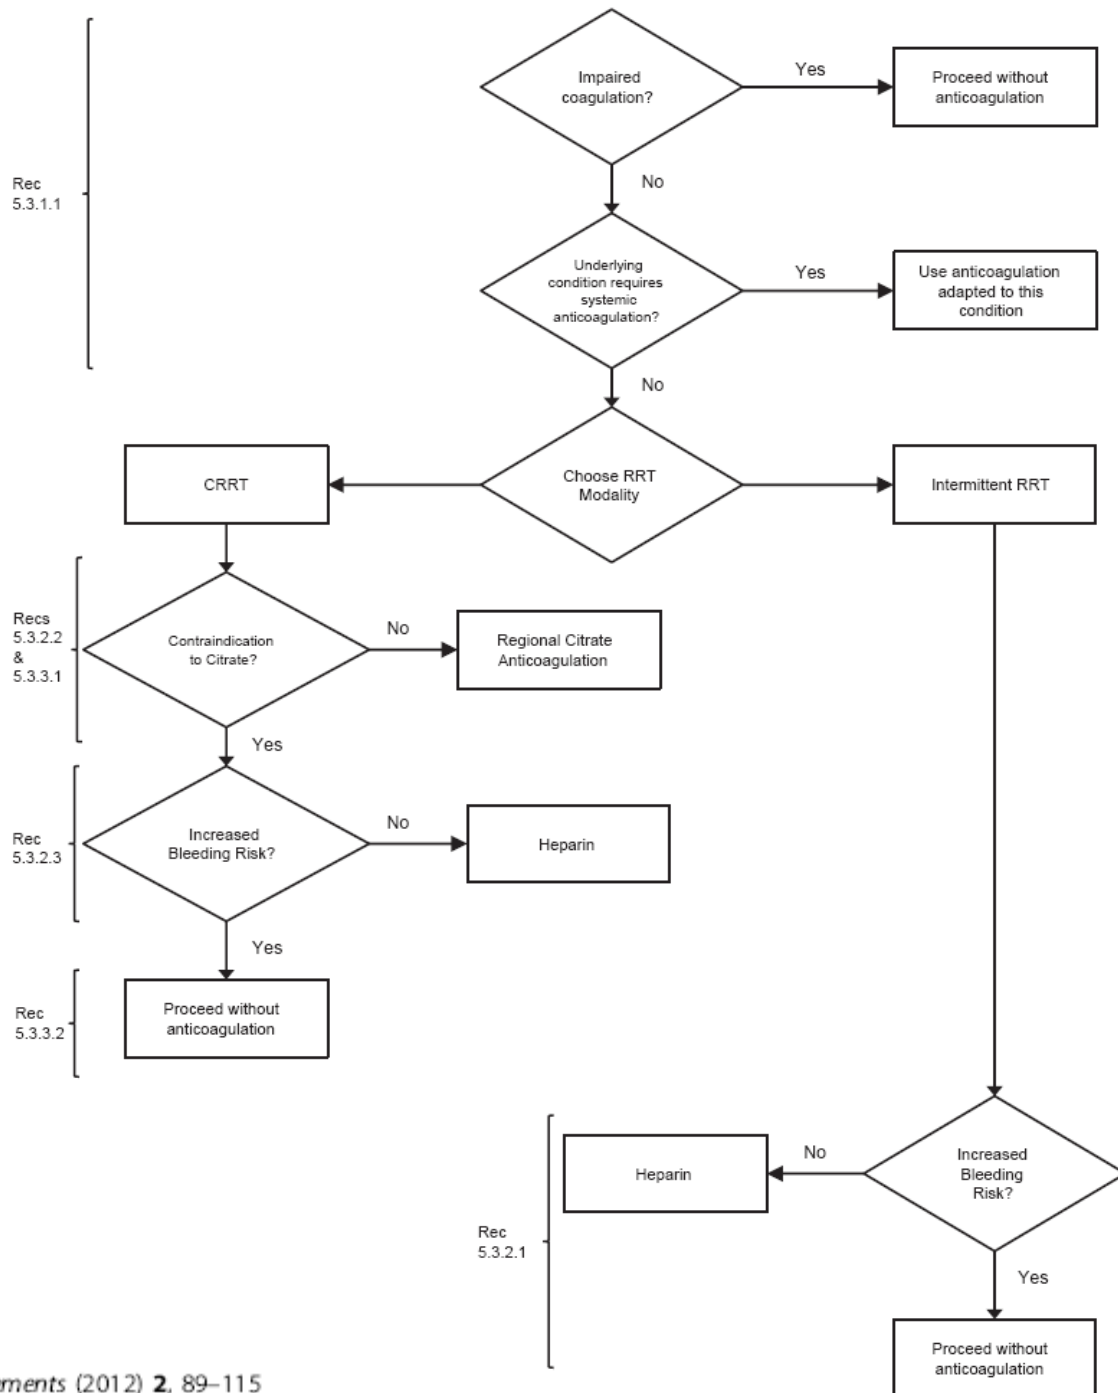 Impaired
coagulation?
Yes
Proceed without
anticoagulation
No
Rec
5.3.1.1
Underlying
condition requires
systemic
anticoagulation?
Yes
Use anticoagulation
adapted to this
condition
No
CRRT
Choose RRT
Modality
Intermittent RRT
Recs
5.3.2.2
&
5.3.3.1
Contraindication
to Citrate?
No
Regional Citrate
Anticoagulation
Yes
Rec
5.3.2.3
Increased
Bleeding Risk?
No
Heparin
Yes
Rec
5.3.3.2
Proceed without
anticoagulation
Rec
5.3.2.1
Heparin
No
Increased
Bleeding
Risk?
Yes
Proceed without
anticoagulation
(2012) 2, 89–115